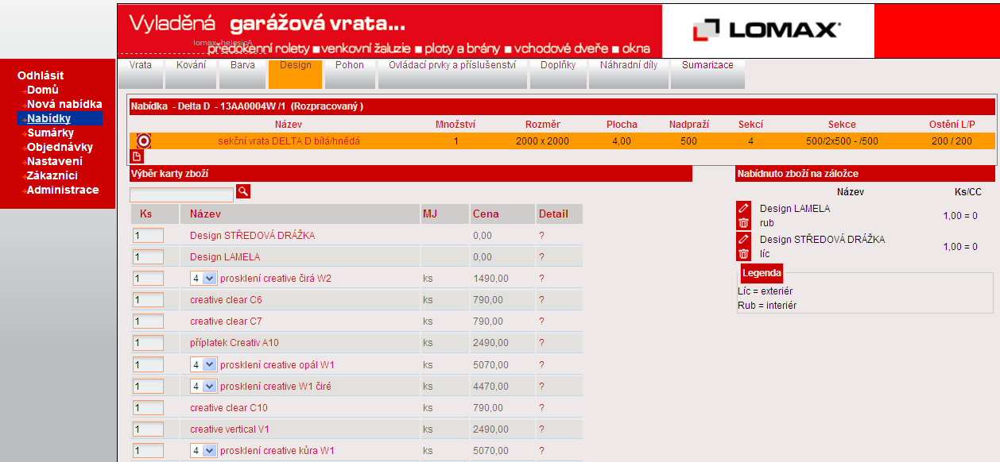 Vyladěná garážová vrata...
lomax-helesicA
předokenní rolety ■ venkovní žaluzie ■ ploty a brány ■ vchodové dveře ■ okna
LOMAX
Odhlásit
Domů
Nová nabídka
Nabídky
Sumárky
Objednávky
Nastavení
Zákazníci
Administrace
Vrata Kování Barva Design Pohon Ovládací prvky a příslušenství Doplňky Náhradní díly Sumarizace
Nabídka - Delta D - 13AA0004W /1 (Rozpracovaný )
Název Množství Rozměr Plocha Nadpraží Sekcí Sekce Ostění L/P
sekční vrata DELTA D bílá/hnědá 1 2000 x 2000 4,00 500 4 500/2x500 - /500 200 / 200
Výběr karty zboží
Ks Název MJ Cena Detail
1 Design STŘEDOVÁ DRÁŽKA 0,00 ?
1 Design LAMELA 0,00 ?
1 4 prosklení creative čirá W2 ks 1490,00 ?
1 creative clear C6 ks 790,00 ?
1 creative clear C7 ks 790,00 ?
1 příplatek Creativ A10 ks 2490,00 ?
1 4 prosklení creative opál W1 ks 5070,00 ?
1 4 prosklení creative W1 čiré ks 4470,00 ?
1 creative clear C10 ks 790,00 ?
1 creative vertical V1 ks 2490,00 ?
1 4 prosklení creative kůra W1 ks 5070,00 ?
Nabídnuto zboží na záložce
Název Ks/CC
Design LAMELA
rub 1,00 = 0
Design STŘEDOVÁ DRÁŽKA
líc 1,00 = 0
Legenda
Líc = exteriér
Rub = interiér